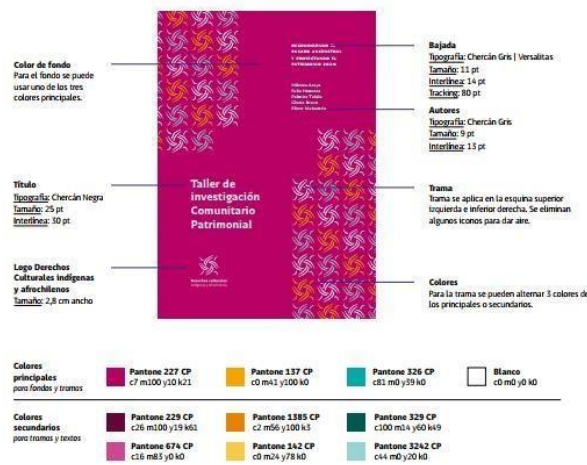 Color de fondo
Para el fondo se puede
usar uno de los tres
colores principales.
Título
Tipografía: Chercán Negra
Tamaño: 25 pt
Interlínea: 30 pt
Logo Derechos
Culturales indígenas
y afrochilenos
Tamaño: 2,8 cm ancho
Taller de
investigación
Comunitario
Patrimonial
Bajada
Tipografía: Chercán Gris | Versalitas
Tamaño: 11 pt
Interlínea: 14 pt
Tracking: 80 pt
Autores
Tipografía: Chercán Gris
Tamaño: 9 pt
Interlínea: 13 pt
Trama
Trama se aplica en la esquina superior
izquierda e inferior derecha. Se eliminan
algunos iconos para dar aire.
Colores
Para la trama se pueden alternar 3 colores de
los principales o secundarios.
Colores
principales
para fondos y tramas
Pantone 227 CP
c7 m100 y10 k21
Pantone 137 CP
c0 m41 y100 k0
Pantone 326 CP
c81 m0 y39 k0
Blanco
c0 m0 y0 k0
Colores
secundarios
para tramas y textos
Pantone 229 CP
c26 m100 y19 k61
Pantone 1385 CP
c2 m56 y100 k3
Pantone 329 CP
c100 m14 y60 k49
Pantone 674 CP
c16 m83 y0 k0
Pantone 142 CP
c0 m24 y78 k0
Pantone 3242 CP
c44 m0 y20 k0